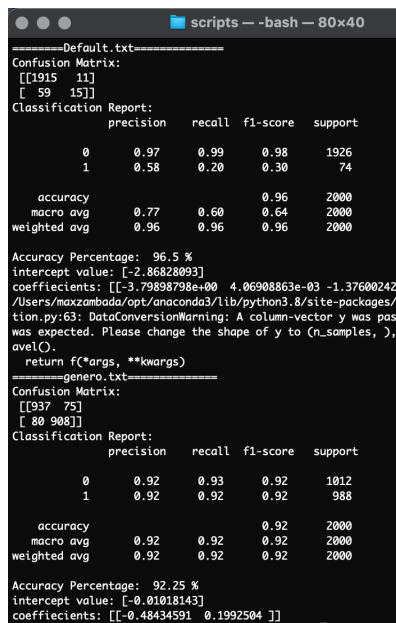 scripts — -bash — 80×40
========Default.txt==============
Confusion Matrix:
[[1915 11]
[ 59 15]]
Classification Report:
precision recall f1-score support
0 0.97 0.99 0.98 1926
1 0.58 0.20 0.30 74
accuracy 0.96 2000
macro avg 0.77 0.60 0.64 2000
weighted avg 0.96 0.96 0.96 2000
Accuracy Percentage: 96.5 %
intercept value: [-2.86828093]
coeffiecients: [[-3.79898798e+00 4.06908863e-03 -1.37600242
/Users/maxzambada/opt/anaconda3/lib/python3.8/site-packages/
tion.py:63: DataConversionWarning: A column-vector y was pas
was expected. Please change the shape of y to (n_samples, ),
avel().
return f(*args, **kwargs)
========genero.txt==============
Confusion Matrix:
[[937 75]
[ 80 908]]
Classification Report:
precision recall f1-score support
0 0.92 0.93 0.92 1012
1 0.92 0.92 0.92 988
accuracy 0.92 2000
macro avg 0.92 0.92 0.92 2000
weighted avg 0.92 0.92 0.92 2000
Accuracy Percentage: 92.25 %
intercept value: [-0.01018143]
coeffiecients: [[-0.48434591 0.1992504 ]]